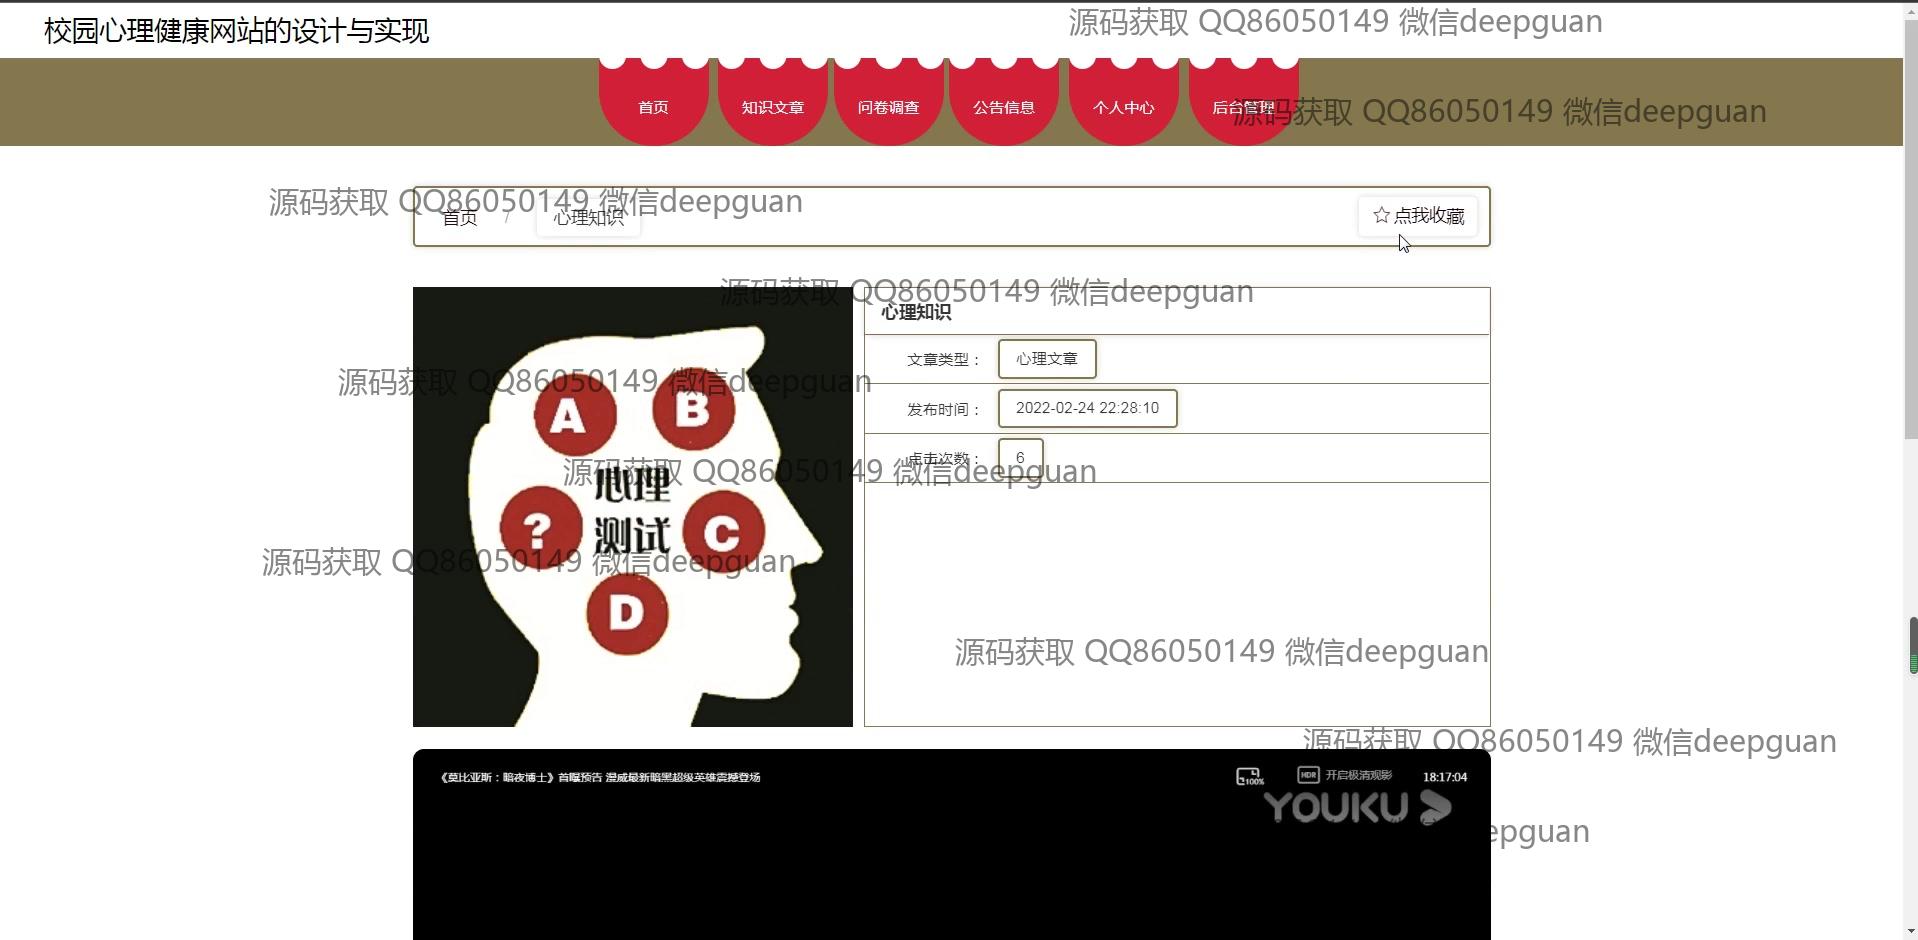 校园心理健康网站的设计与实现
源码获取 QQ86050149 微信deepguan
首页 知识文章 问卷调查 公告信息 个人中心 后台管理
源码获取 QQ86050149 微信deepguan
源码获取 QQ86050149 微信deepguan
首页 / 心理知识
☆ 点我收藏
源码获取 QQ86050149 微信deepguan
心理知识
文章类型： 心理文章
源码获取 QQ86050149 微信deepguan
A
B
发布时间： 2022-02-24 22:28:10
点击次数： 6
源码获取 QQ86050149 微信deepguan
心理
测试
?
C
源码获取 QQ86050149 微信deepguan
D
源码获取 QQ86050149 微信deepguan
源码获取 QQ86050149 微信deepguan
《莫比亚斯：暗夜博士》首曝预告 漫威最新暗黑超级英雄震撼登场
100%
HDR 开启极清观影
18:17:04
YOUKU
epguan